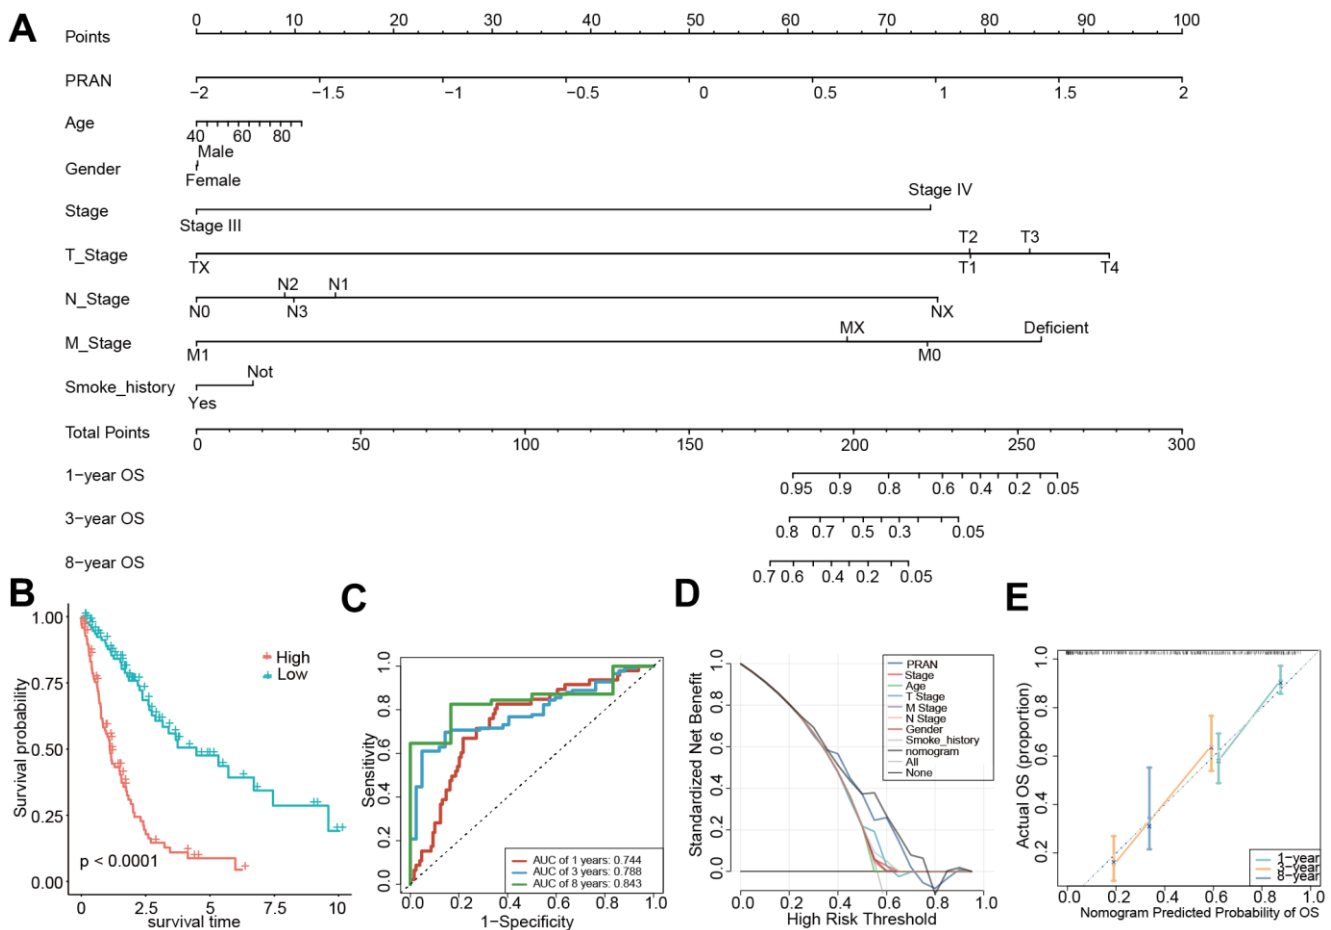 A
Points
0 10 20 30 40 50 60 70 80 90 100
PRAN
−2 −1.5 −1 −0.5 0 0.5 1 1.5 2
Age
40 60 80
Male
Gender
Female
Stage IV
Stage
Stage III
T2 T3
T_Stage
TX T1 T4
N2 N1
N_Stage
N0 N3 NX
MX Deficient
M_Stage
M1 M0
Not
Smoke_history
Yes
Total Points
0 50 100 150 200 250 300
1−year OS
0.95 0.9 0.8 0.6 0.4 0.2 0.05
3−year OS
0.8 0.7 0.5 0.3 0.05
8−year OS
0.7 0.6 0.4 0.2 0.05
B
Survival probability
1.00
0.75
0.50
0.25
0.00
High
Low
p < 0.0001
0 2.5 5 7.5 10
survival time
C
Sensitivity
1.0
0.8
0.6
0.4
0.2
0.0
AUC of 1 years: 0.744
AUC of 3 years: 0.788
AUC of 8 years: 0.843
0.0 0.2 0.4 0.6 0.8 1.0
1−Specificity
D
Standardized Net Benefit
1.0
0.8
0.6
0.4
0.2
0.0
PRAN
Stage
Age
T Stage
M Stage
N Stage
Gender
Smoke_history
nomogram
All
None
0.0 0.2 0.4 0.6 0.8 1.0
High Risk Threshold
E
Actual OS (proportion)
1.0
0.8
0.6
0.4
0.2
1−year
3−year
8−year
0.0 0.2 0.4 0.6 0.8 1.0
Nomogram Predicted Probability of OS